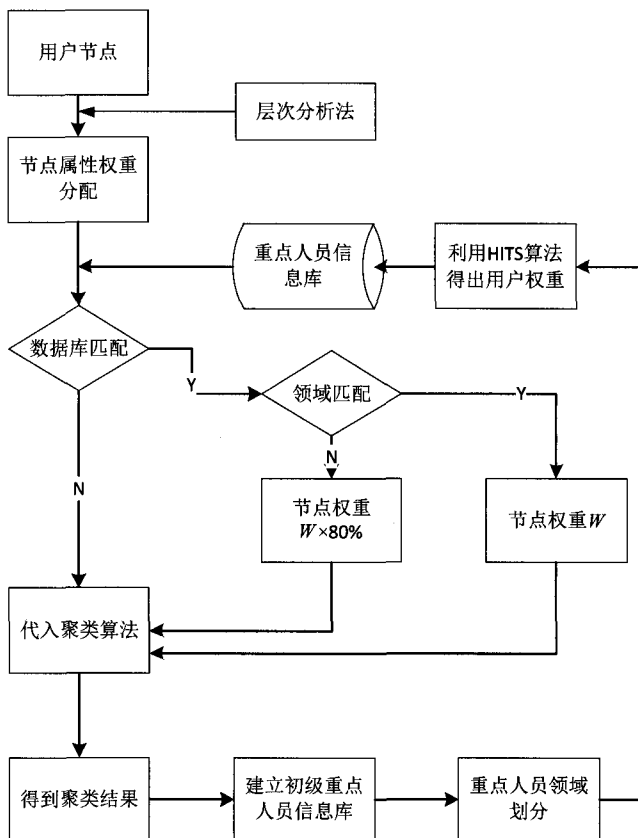 用户节点
层次分析法
节点属性权重
分配
重点人员信
息库
利用HITS算法
得出用户权重
数据库匹配
Y
领域匹配
Y
N
N
节点权重
W×80%
节点权重W
代入聚类算法
得到聚类结果
建立初级重点
人员信息库
重点人员领域
划分